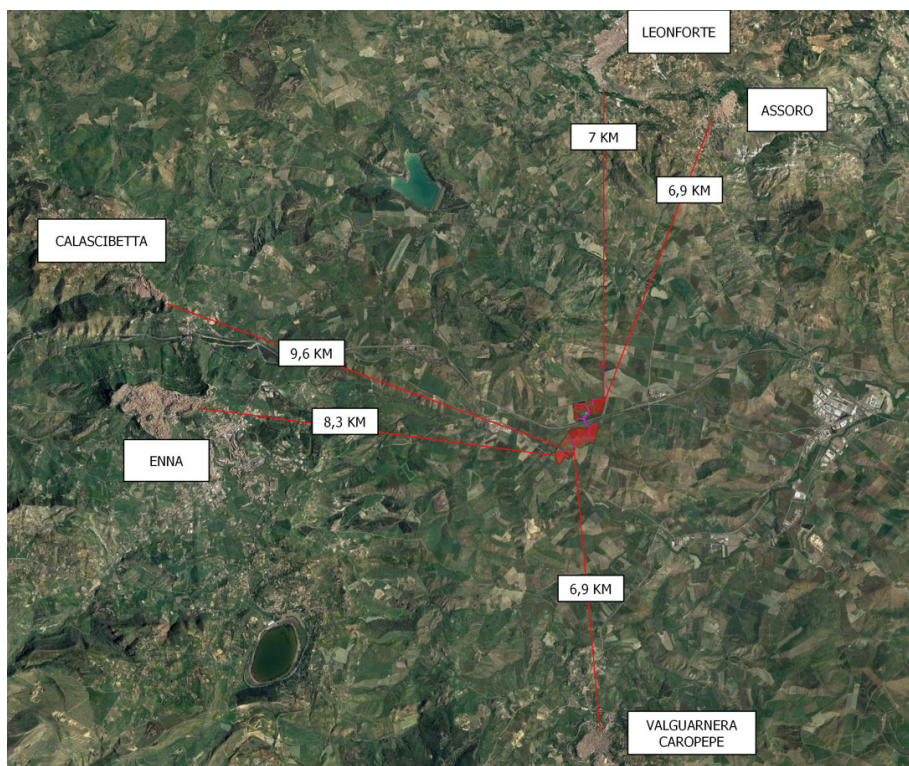 LEONFORTE
ASSORO
7 KM
6,9 KM
CALASCIBETTA
9,6 KM
8,3 KM
ENNA
6,9 KM
VALGUARNERA
CAROPEPE